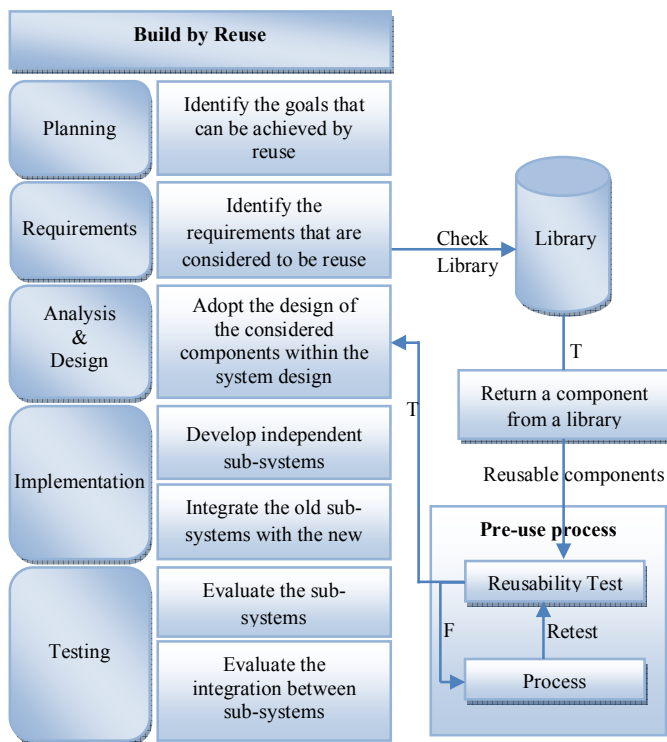 Build by Reuse
Planning
Identify the goals that
can be achieved by
reuse
Requirements
Identify the
requirements that are
considered to be reuse
Check
Library
Library
Analysis
&
Design
Adopt the design of
the considered
components within the
system design
T
T
Return a component
from a library
Reusable components
Implementation
Develop independent
sub-systems
Integrate the old sub-
systems with the new
Pre-use process
Reusability Test
F
Retest
Process
Testing
Evaluate the sub-
systems
Evaluate the
integration between
sub-systems